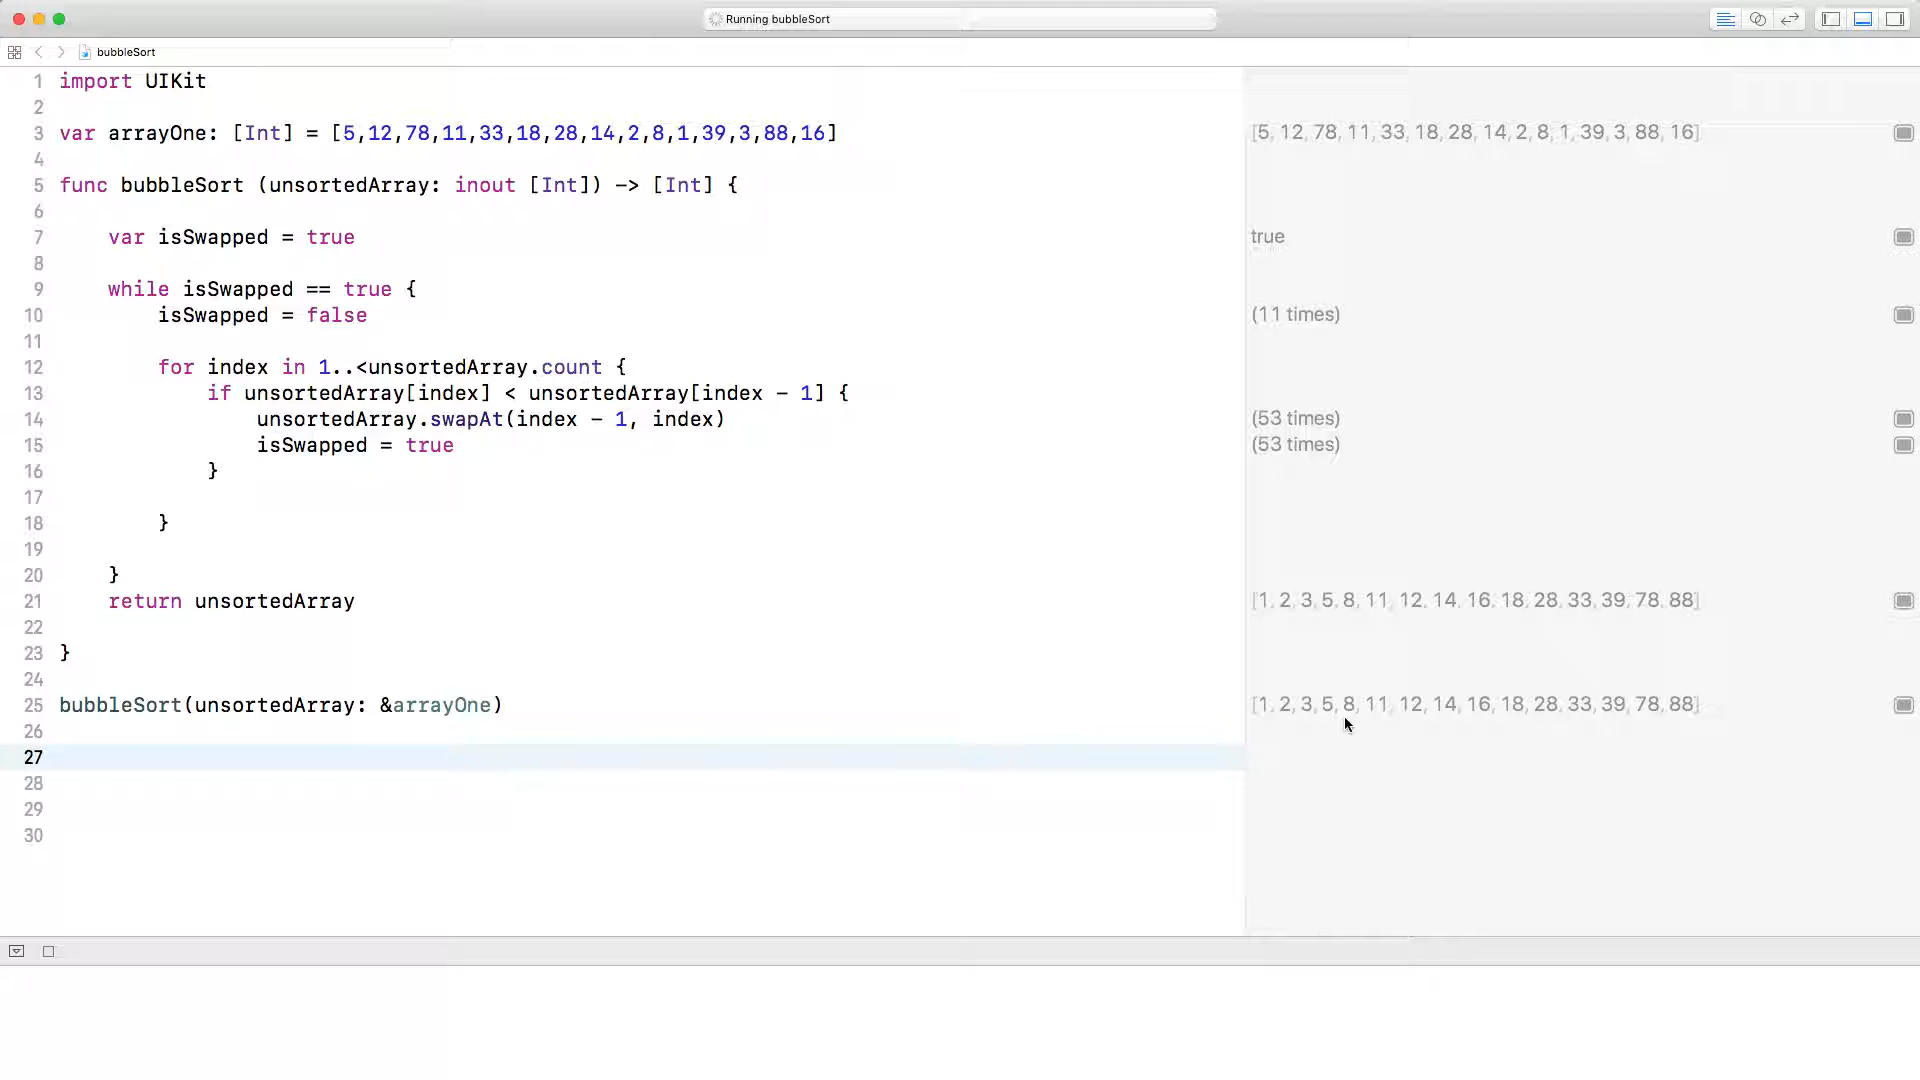 Running bubbleSort
bubbleSort
1 import UIKit
2
3 var arrayOne: [Int] = [5,12,78,11,33,18,28,14,2,8,1,39,3,88,16]
[5, 12, 78, 11, 33, 18, 28, 14, 2, 8, 1, 39, 3, 88, 16]
4
5 func bubbleSort (unsortedArray: inout [Int]) -> [Int] {
6
7 var isSwapped = true
true
8
9 while isSwapped == true {
10 isSwapped = false
(11 times)
11
12 for index in 1..<unsortedArray.count {
13 if unsortedArray[index] < unsortedArray[index - 1] {
14 unsortedArray.swapAt(index - 1, index)
(53 times)
15 isSwapped = true
(53 times)
16 }
17
18 }
19
20 }
21 return unsortedArray
[1, 2, 3, 5, 8, 11, 12, 14, 16, 18, 28, 33, 39, 78, 88]
22
23 }
24
25 bubbleSort(unsortedArray: &arrayOne)
[1, 2, 3, 5, 8, 11, 12, 14, 16, 18, 28, 33, 39, 78, 88]
26
27
28
29
30